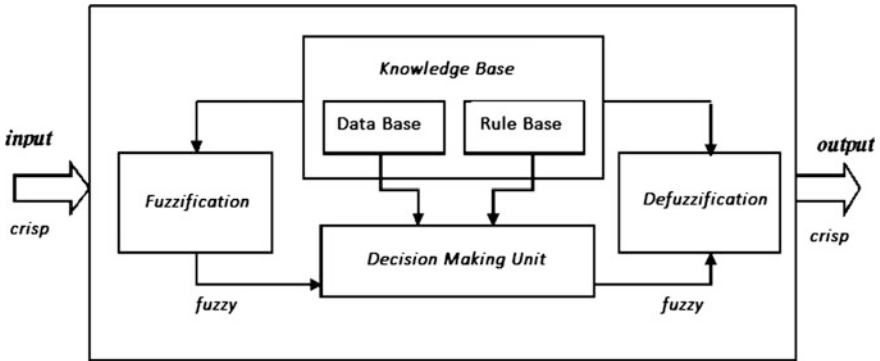 Knowledge Base
Data Base
Rule Base
input
crisp
Fuzzification
Defuzzification
output
crisp
Decision Making Unit
fuzzy
fuzzy